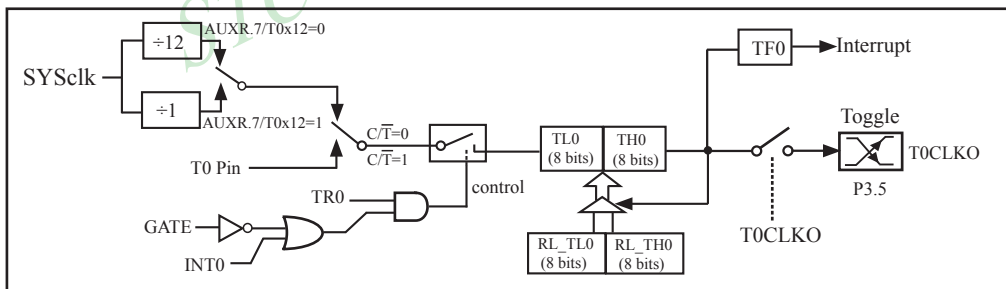 STC
AUXR.7/T0x12=0
÷12
SYSclk
÷1
AUXR.7/T0x12=1
T0 Pin
C/T̅=0
C/T̅=1
TR0
control
GATE
INT0
TL0
(8 bits)
TH0
(8 bits)
RL_TL0
(8 bits)
RL_TH0
(8 bits)
TF0
Interrupt
Toggle
T0CLKO
P3.5
T0CLKO